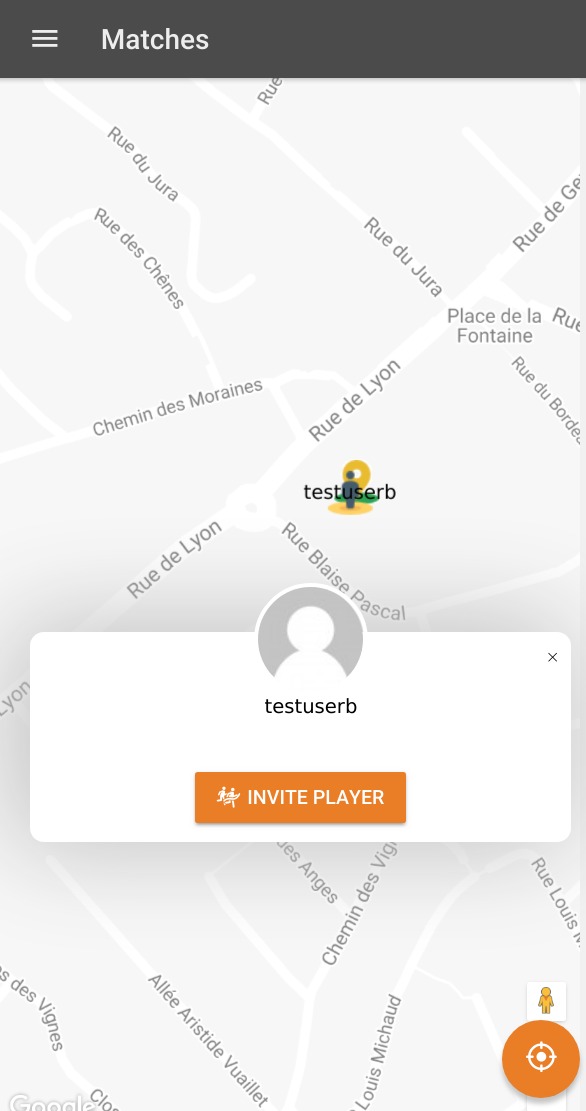 Matches
Rue
Rue du Jura
Rue de Ge
Rue des Chênes
Rue du Jura
Place de la
Fontaine
Rue
Rue du Borde
Rue de Lyon
Chemin des Moraines
testuserb
Rue de Lyon
Rue Blaise Pascal
Lyon
×
testuserb
INVITE PLAYER
des Anges
Chemin des Vign
Rue Louis M
s des Vignes
Allée Aristide Vuaillet
Louis Michaud
Clos
Google